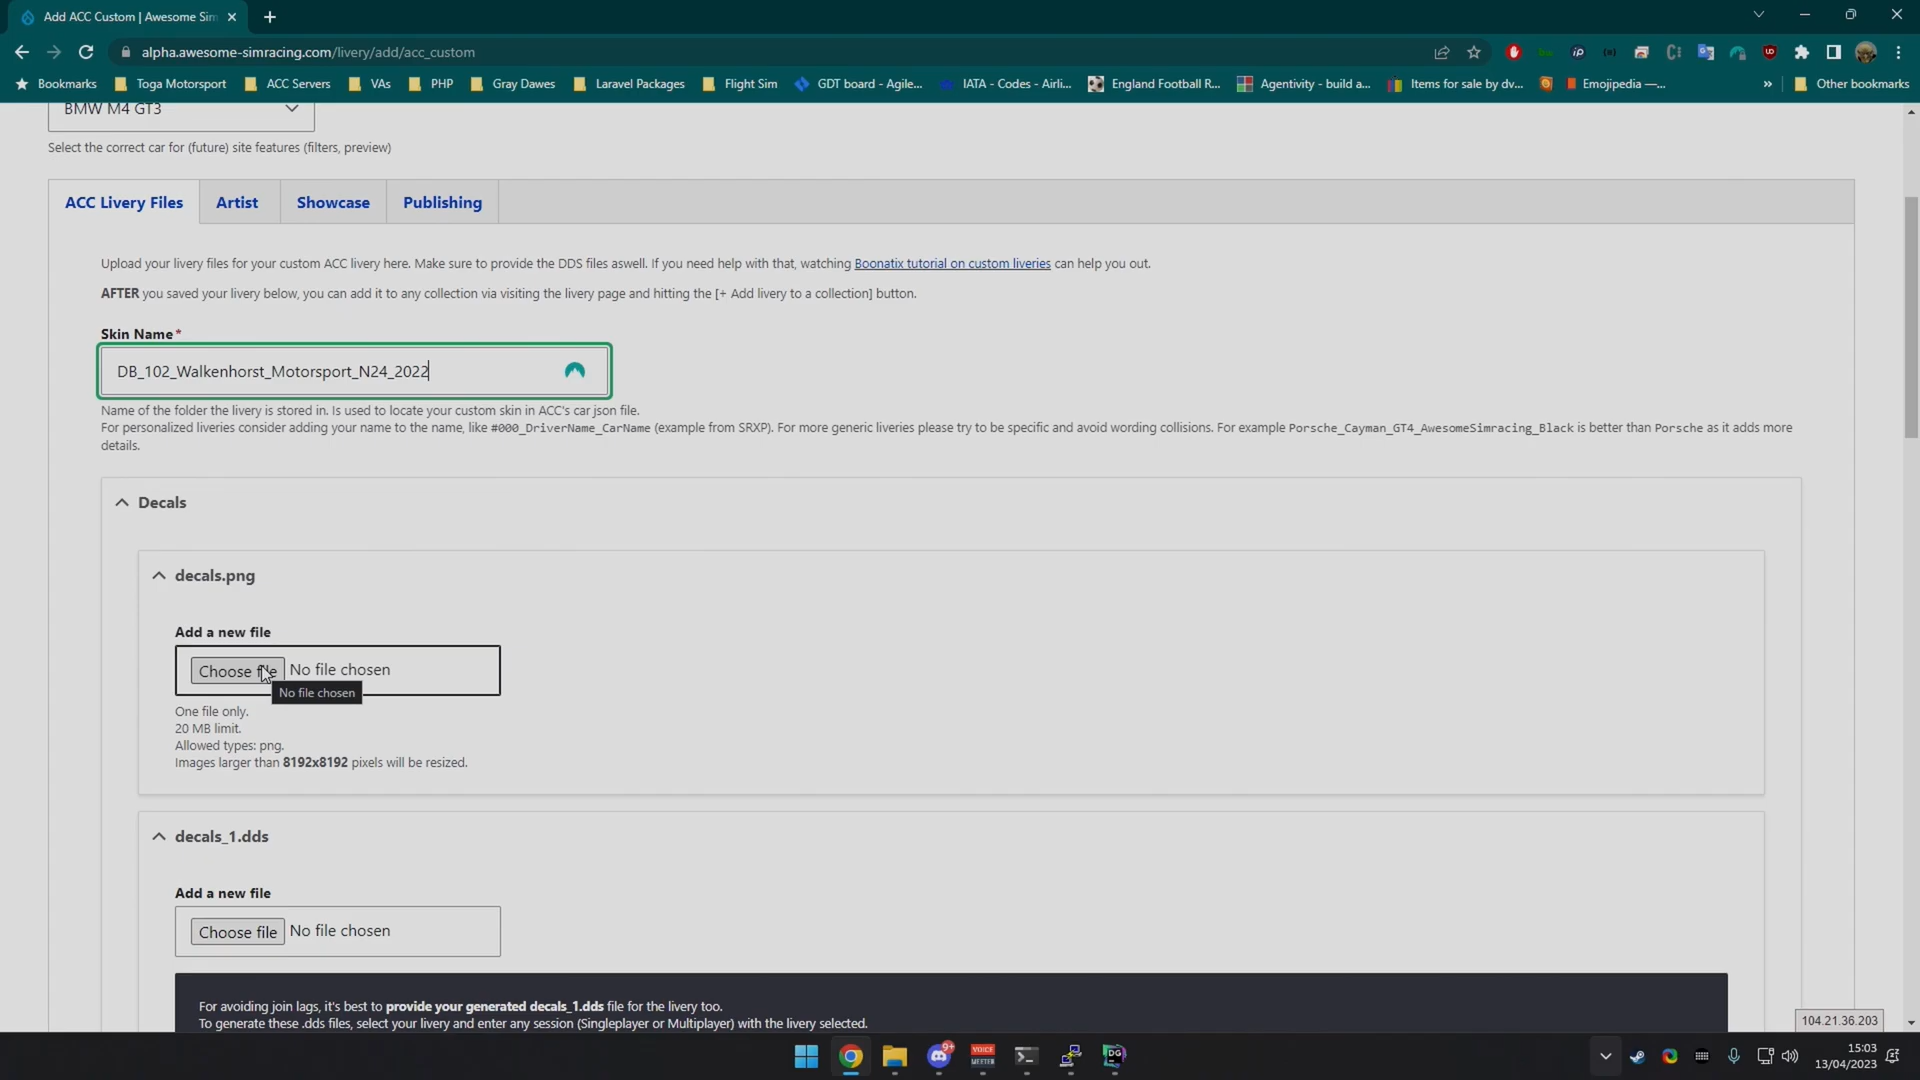 Add ACC Custom | Awesome Sim
alpha.awesome-simracing.com/livery/add/acc_custom
Bookmarks
Toga Motorsport
ACC Servers
VAs
PHP
Gray Dawes
Laravel Packages
Flight Sim
GDT board - Agile...
IATA - Codes - Airli...
England Football R...
Agentivity - build a...
Items for sale by dv...
Emojipedia —...
»
Other bookmarks
BMW M4 GT3
Select the correct car for (future) site features (filters, preview)
ACC Livery Files
Artist
Showcase
Publishing
Upload your livery files for your custom ACC livery here. Make sure to provide the DDS files aswell. If you need help with that, watching Boonatix tutorial on custom liveries can help you out.
AFTER you saved your livery below, you can add it to any collection via visiting the livery page and hitting the [+ Add livery to a collection] button.
Skin Name*
DB_102_Walkenhorst_Motorsport_N24_2022
Name of the folder the livery is stored in. Is used to locate your custom skin in ACC's car json file.
For personalized liveries consider adding your name to the name, like #000_DriverName_CarName (example from SRXP). For more generic liveries please try to be specific and avoid wording collisions. For example Porsche_Cayman_GT4_AwesomeSimracing_Black is better than Porsche as it adds more
details.
Decals
decals.png
Add a new file
Choose file No file chosen
No file chosen
One file only.
20 MB limit.
Allowed types: png.
Images larger than 8192x8192 pixels will be resized.
decals_1.dds
Add a new file
Choose file No file chosen
For avoiding join lags, it's best to provide your generated decals_1.dds file for the livery too.
To generate these .dds files, select your livery and enter any session (Singleplayer or Multiplayer) with the livery selected.
104.21.36.203
9+
VOICE
MEETER
DG
15:03
13/04/2023